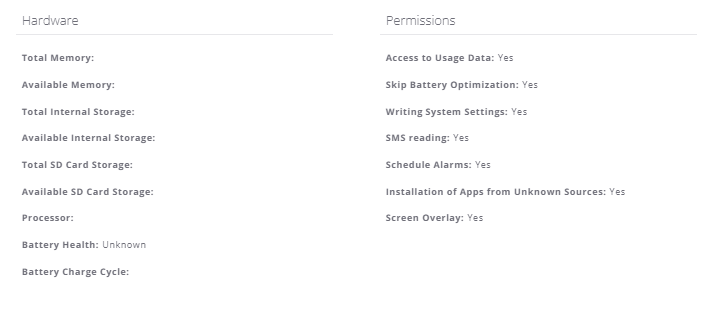 Hardware
Total Memory:
Available Memory:
Total Internal Storage:
Available Internal Storage:
Total SD Card Storage:
Available SD Card Storage:
Processor:
Battery Health: Unknown
Battery Charge Cycle:
Permissions
Access to Usage Data: Yes
Skip Battery Optimization: Yes
Writing System Settings: Yes
SMS reading: Yes
Schedule Alarms: Yes
Installation of Apps from Unknown Sources: Yes
Screen Overlay: Yes